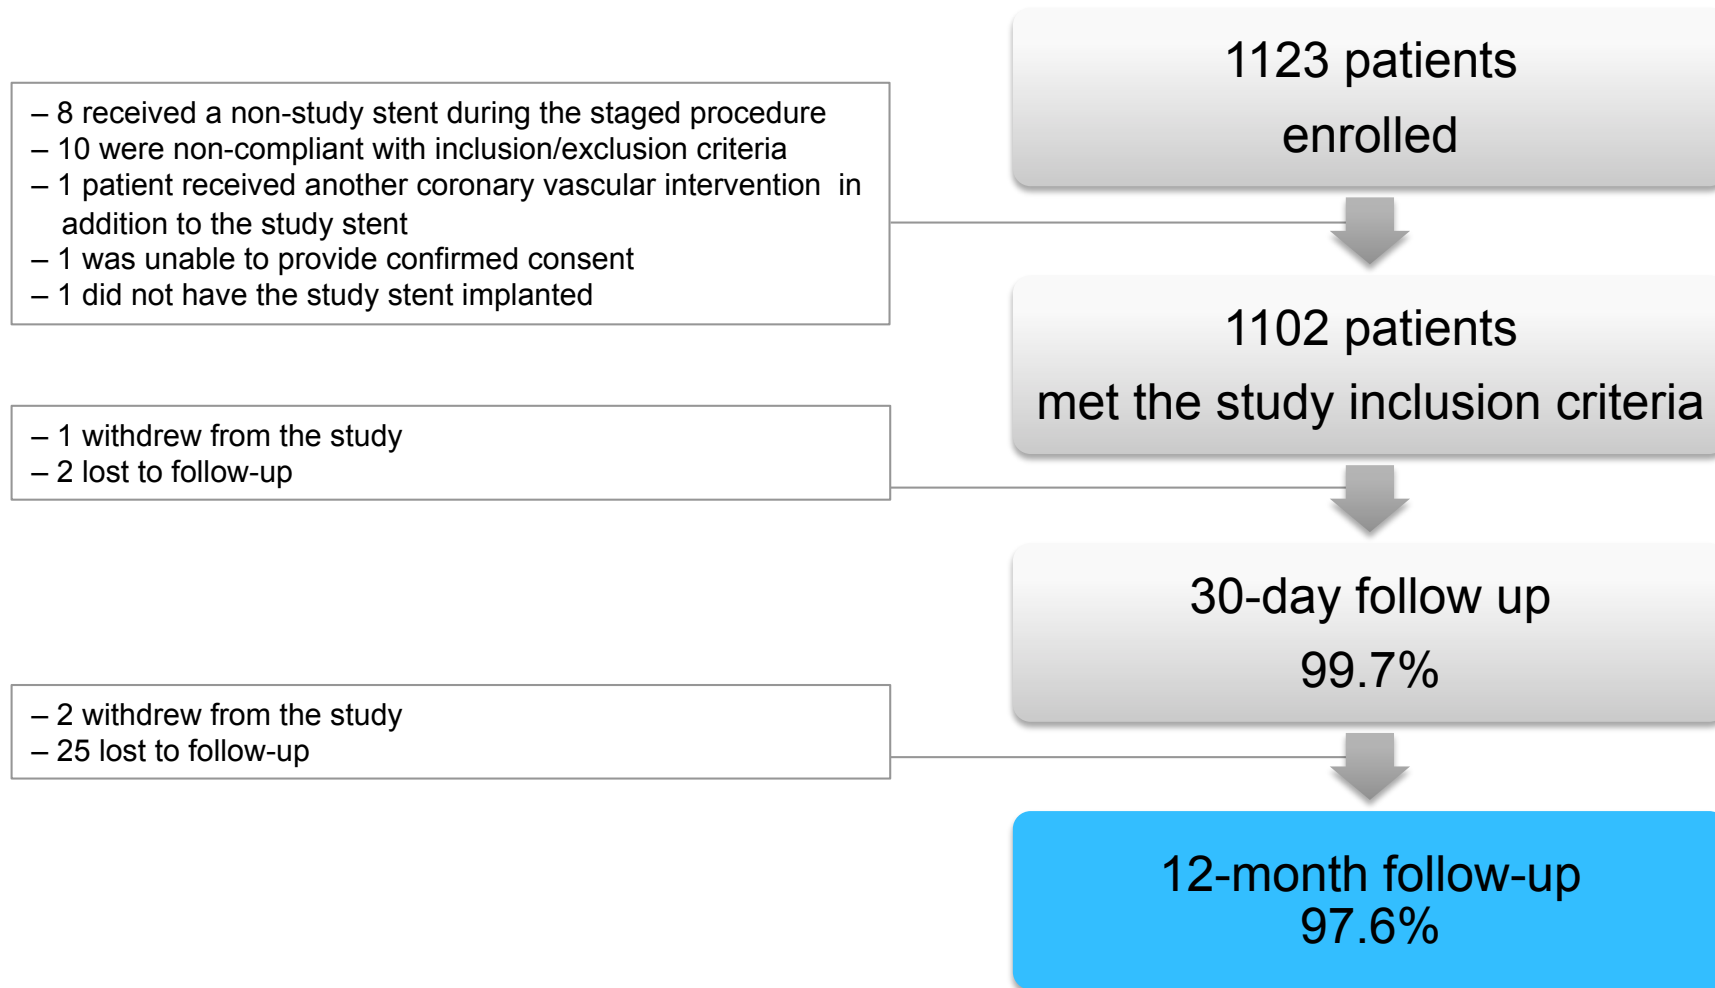 1123 patients
enrolled
– 8 received a non-study stent during the staged procedure
– 10 were non-compliant with inclusion/exclusion criteria
– 1 patient received another coronary vascular intervention in
addition to the study stent
– 1 was unable to provide confirmed consent
– 1 did not have the study stent implanted
1102 patients
met the study inclusion criteria
– 1 withdrew from the study
– 2 lost to follow-up
30-day follow up
99.7%
– 2 withdrew from the study
– 25 lost to follow-up
12-month follow-up
97.6%